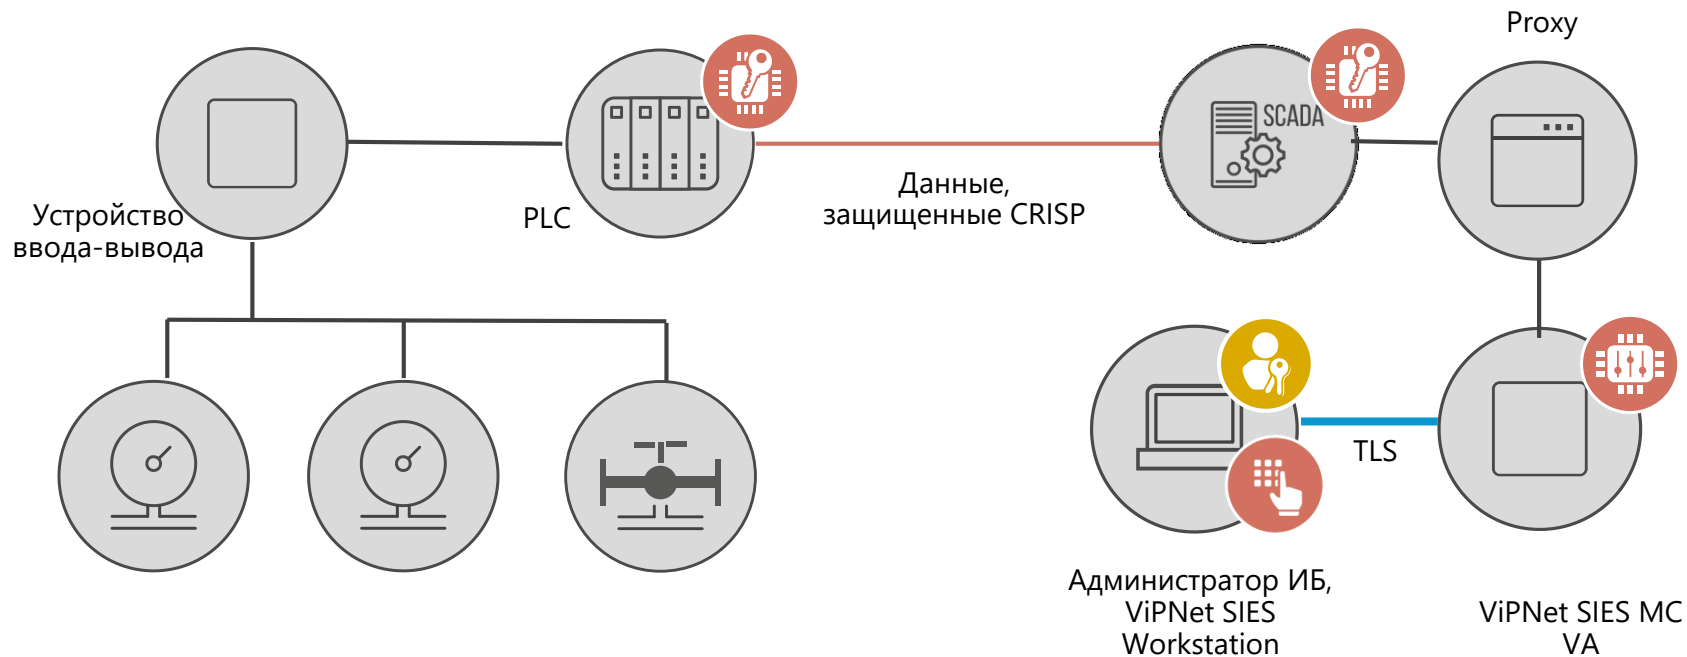 Proxy
SCADA
Данные,
защищенные CRISP
Устройство
ввода-вывода
PLC
TLS
Администратор ИБ,
ViPNet SIES
Workstation
ViPNet SIES MC
VA